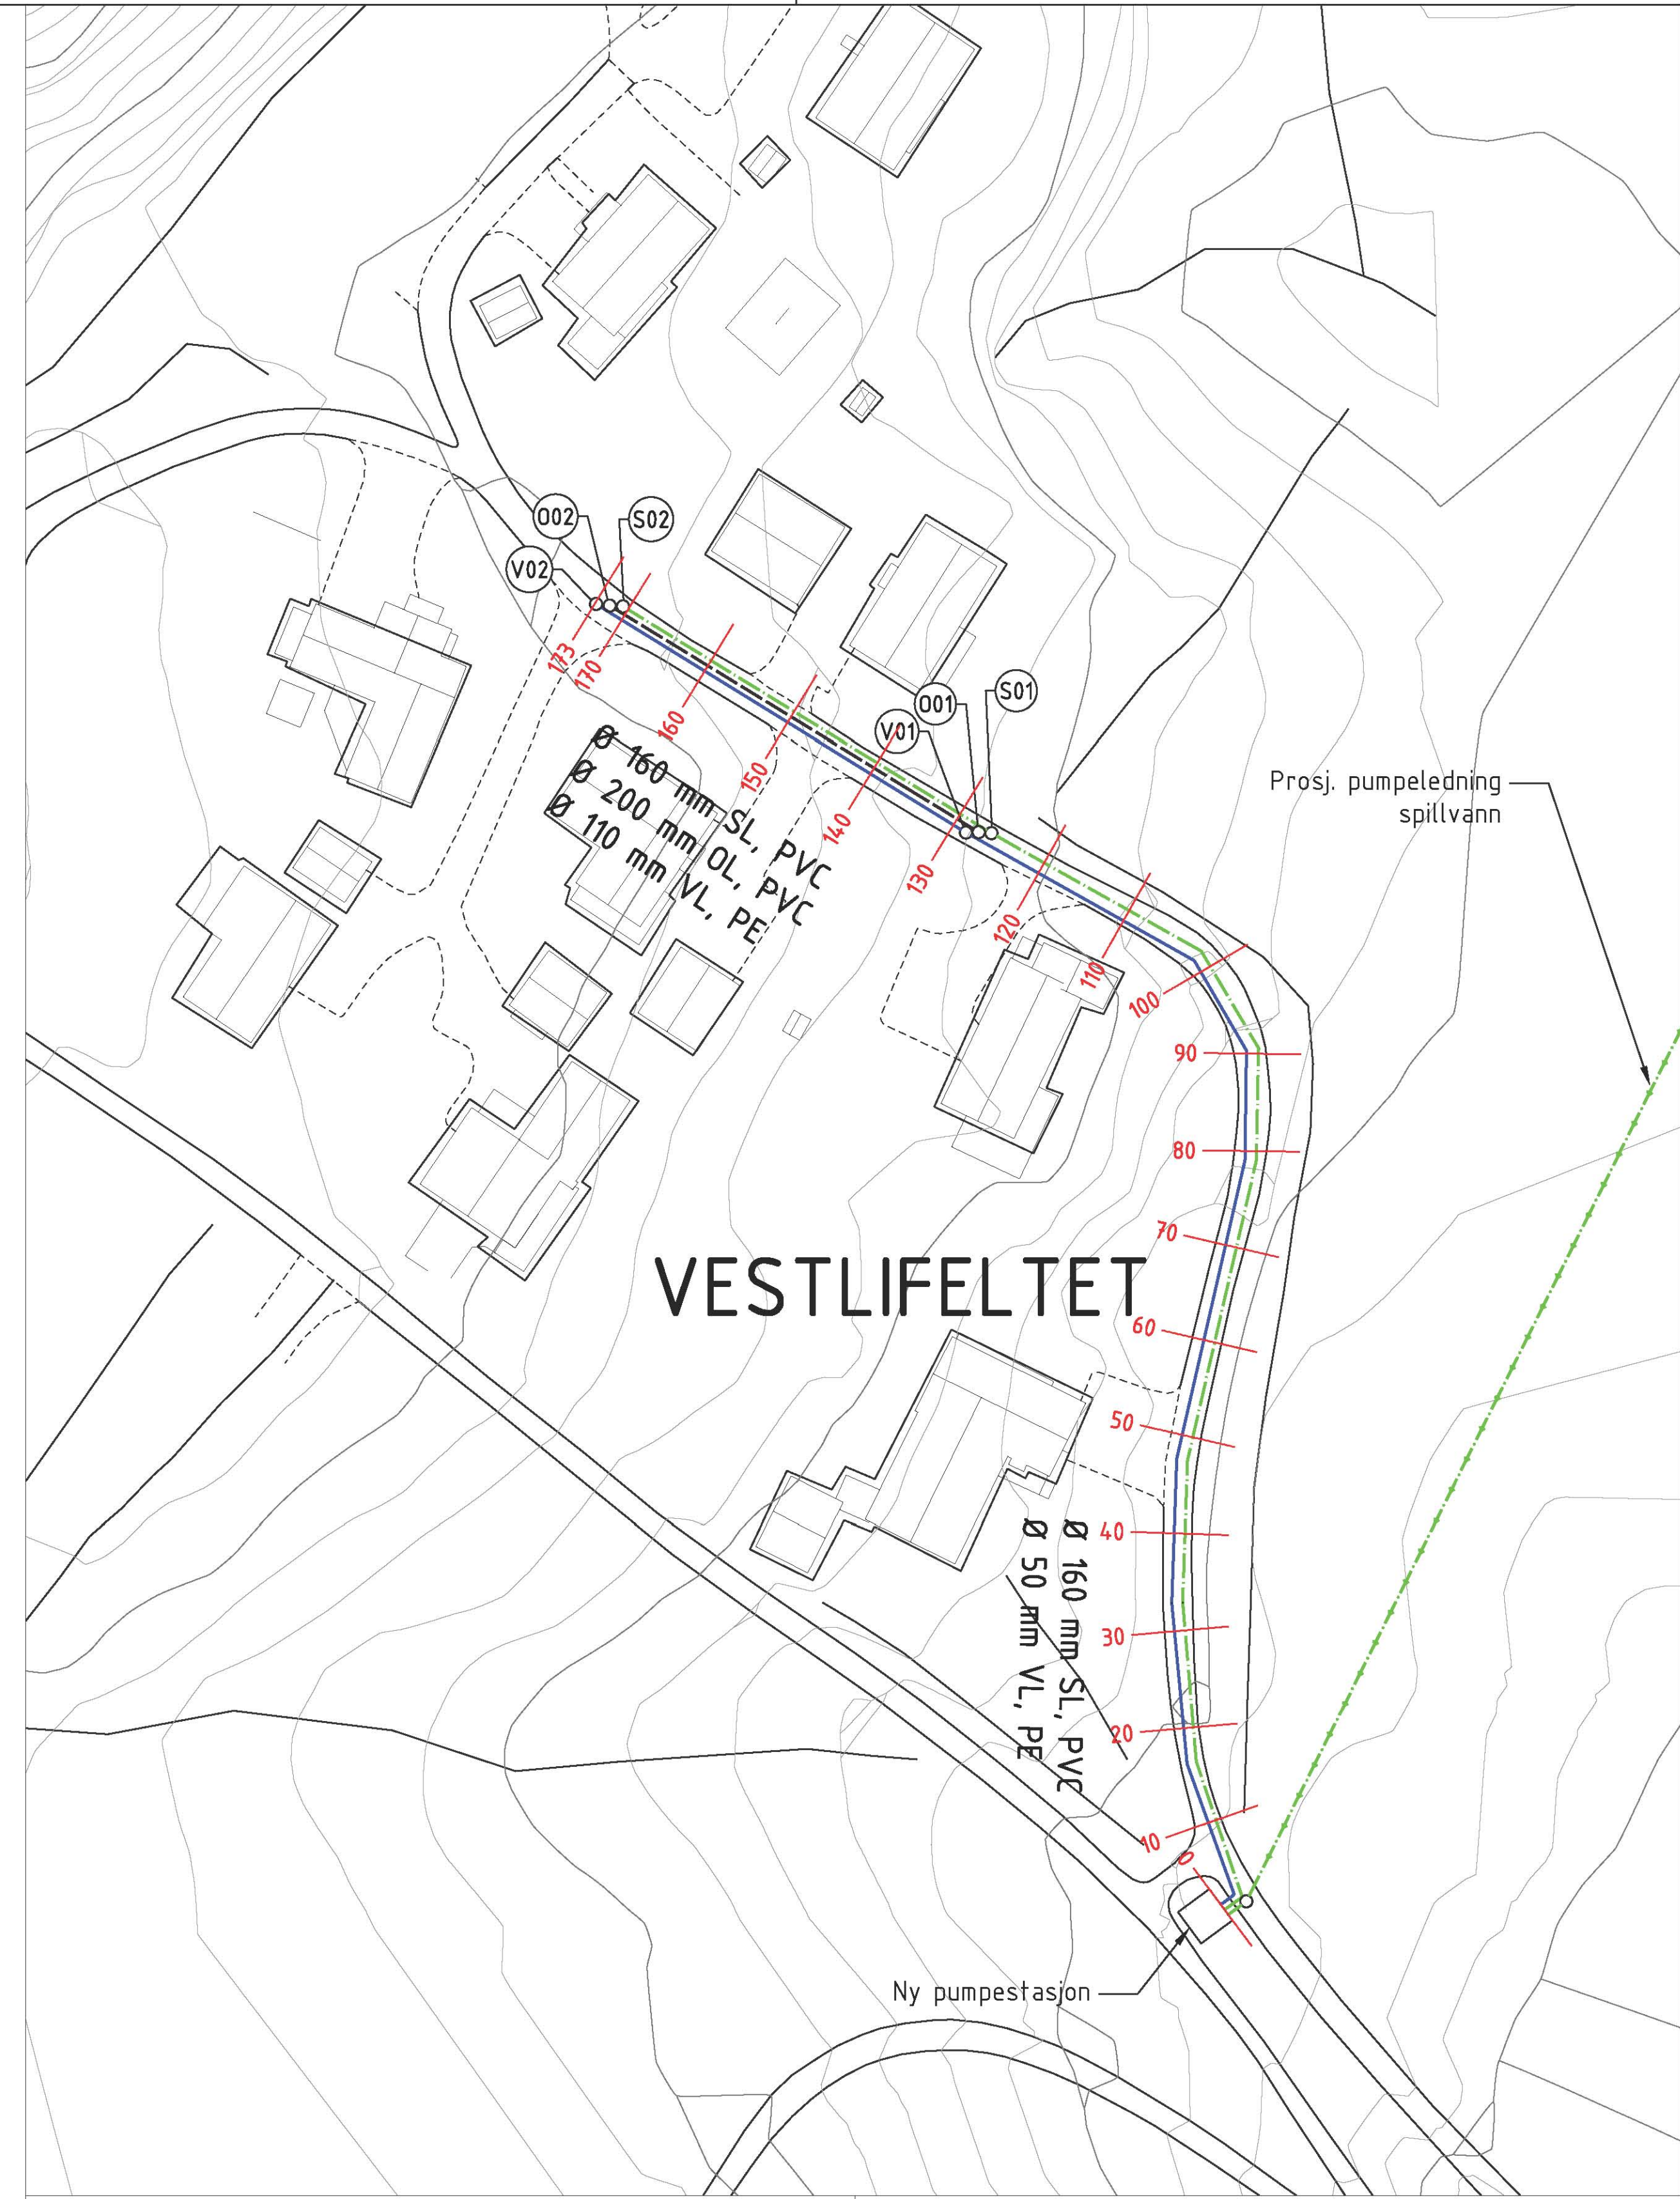 O02
S02
V02
173
170
160
150
140
130
120
110
100
90
80
70
60
50
40
30
20
10
0
O01
S01
V01
Ø 160 mm SL, PVC
Ø 200 mm OL, PVC
Ø 110 mm VL, PE
Prosj. pumpeledning
spillvann
VESTLIFELTET
Ø 160 mm SL, PVC
Ø 50 mm VL, PE
Ny pumpestasjon